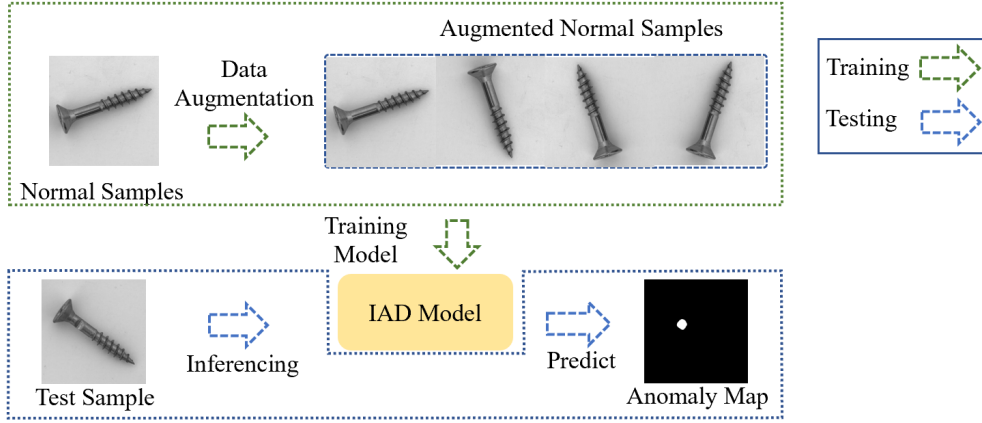 Augmented Normal Samples
Data
Augmentation
Normal Samples
Training
Testing
Training
Model
IAD Model
Inferencing
Predict
Test Sample
Anomaly Map